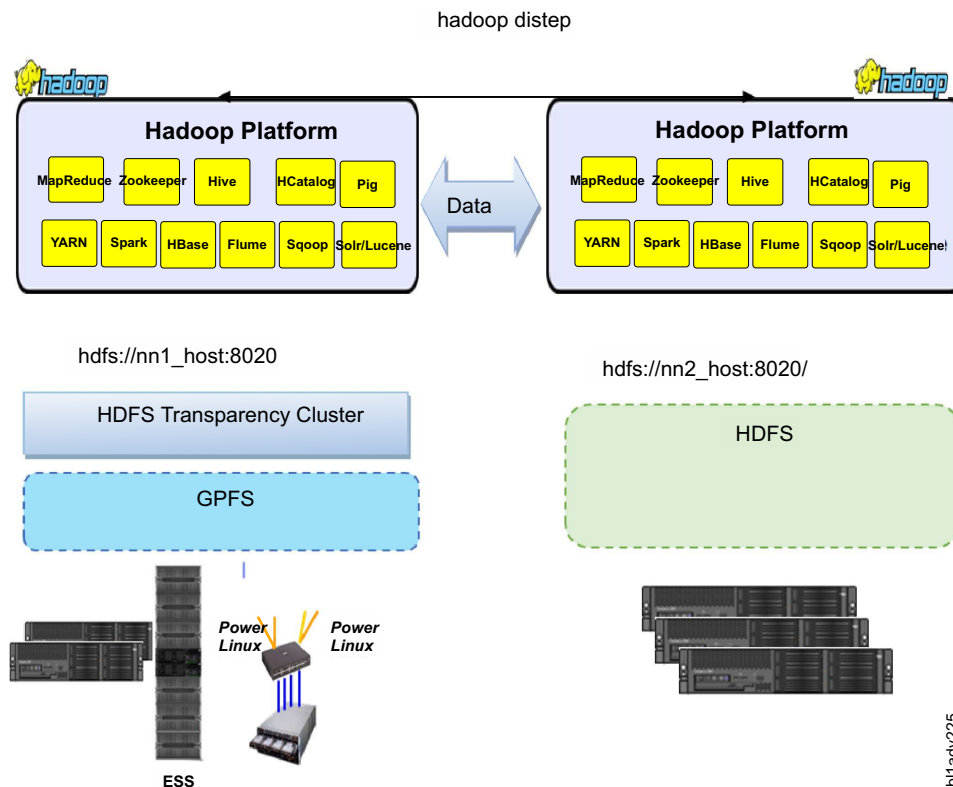 hadoop distep
hadoop
hadoop
Hadoop Platform
MapReduce Zookeeper Hive HCatalog Pig
YARN Spark HBase Flume Sqoop Solr/Lucene
Data
Hadoop Platform
MapReduce Zookeeper Hive HCatalog Pig
YARN Spark HBase Flume Sqoop Solr/Lucene
hdfs://nn1_host:8020
HDFS Transparency Cluster
GPFS
Power
Linux
Power
Linux
ESS
hdfs://nn2_host:8020/
HDFS
bl1adv225